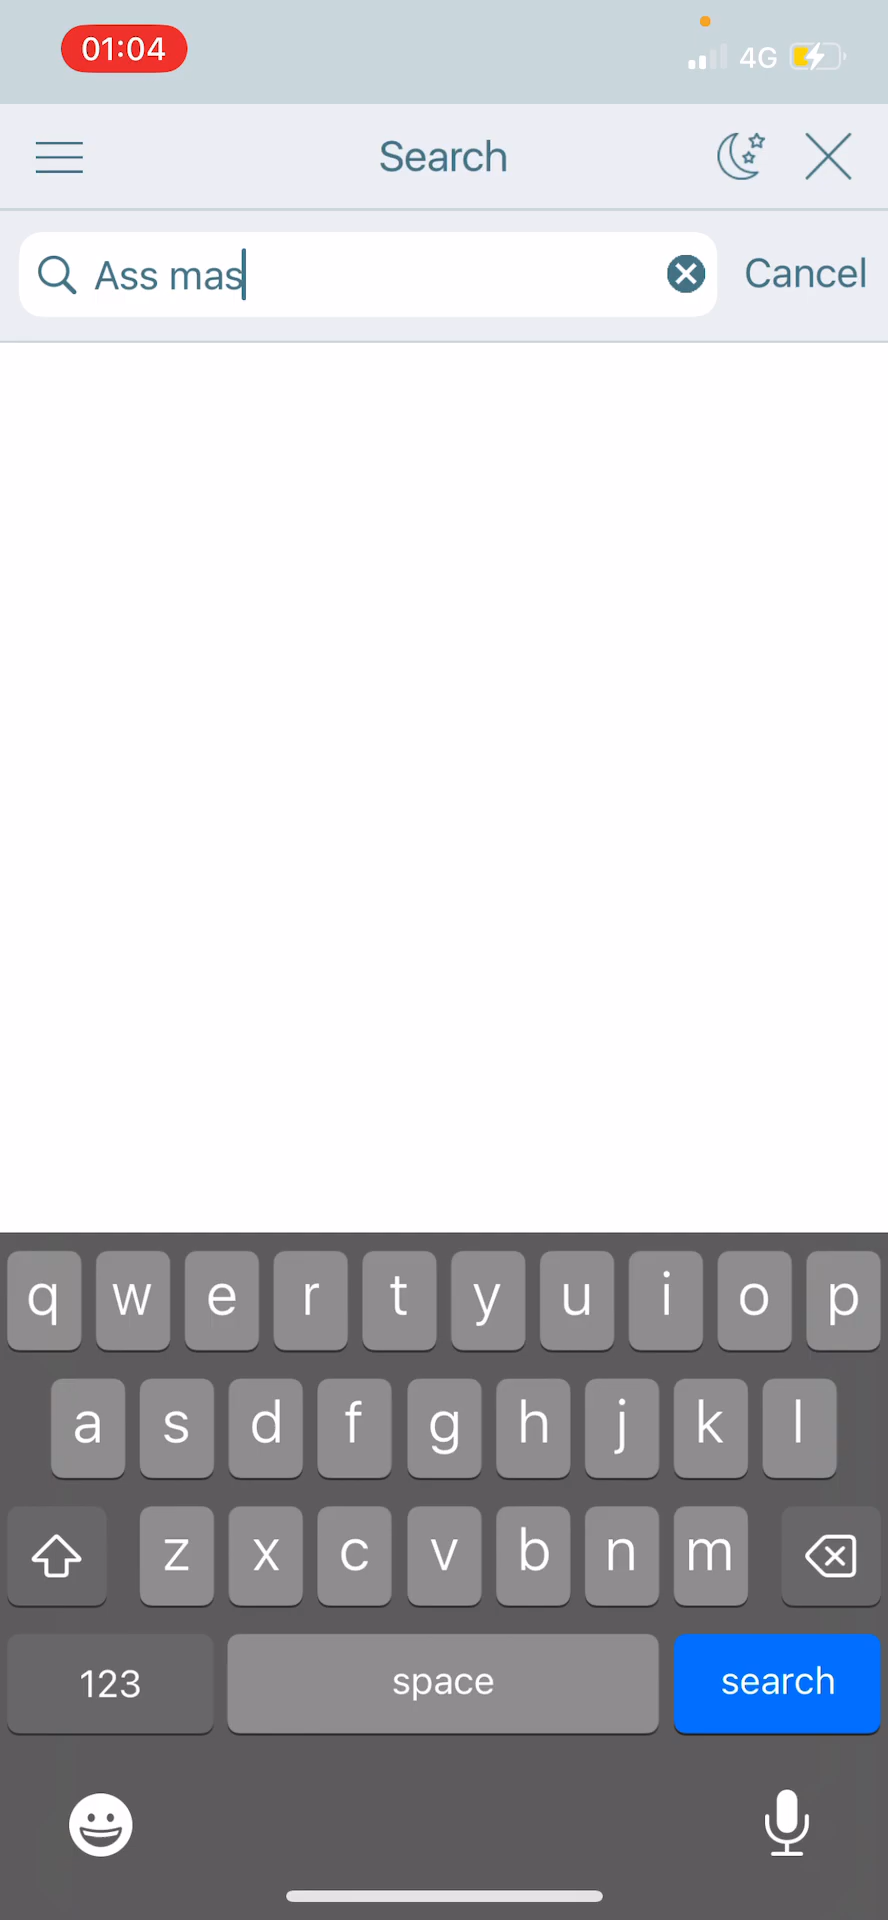 01:04
4G
Search
Ass mas
Cancel
q w e r t y u i o p
a s d f g h j k l
z x c v b n m
123 space search